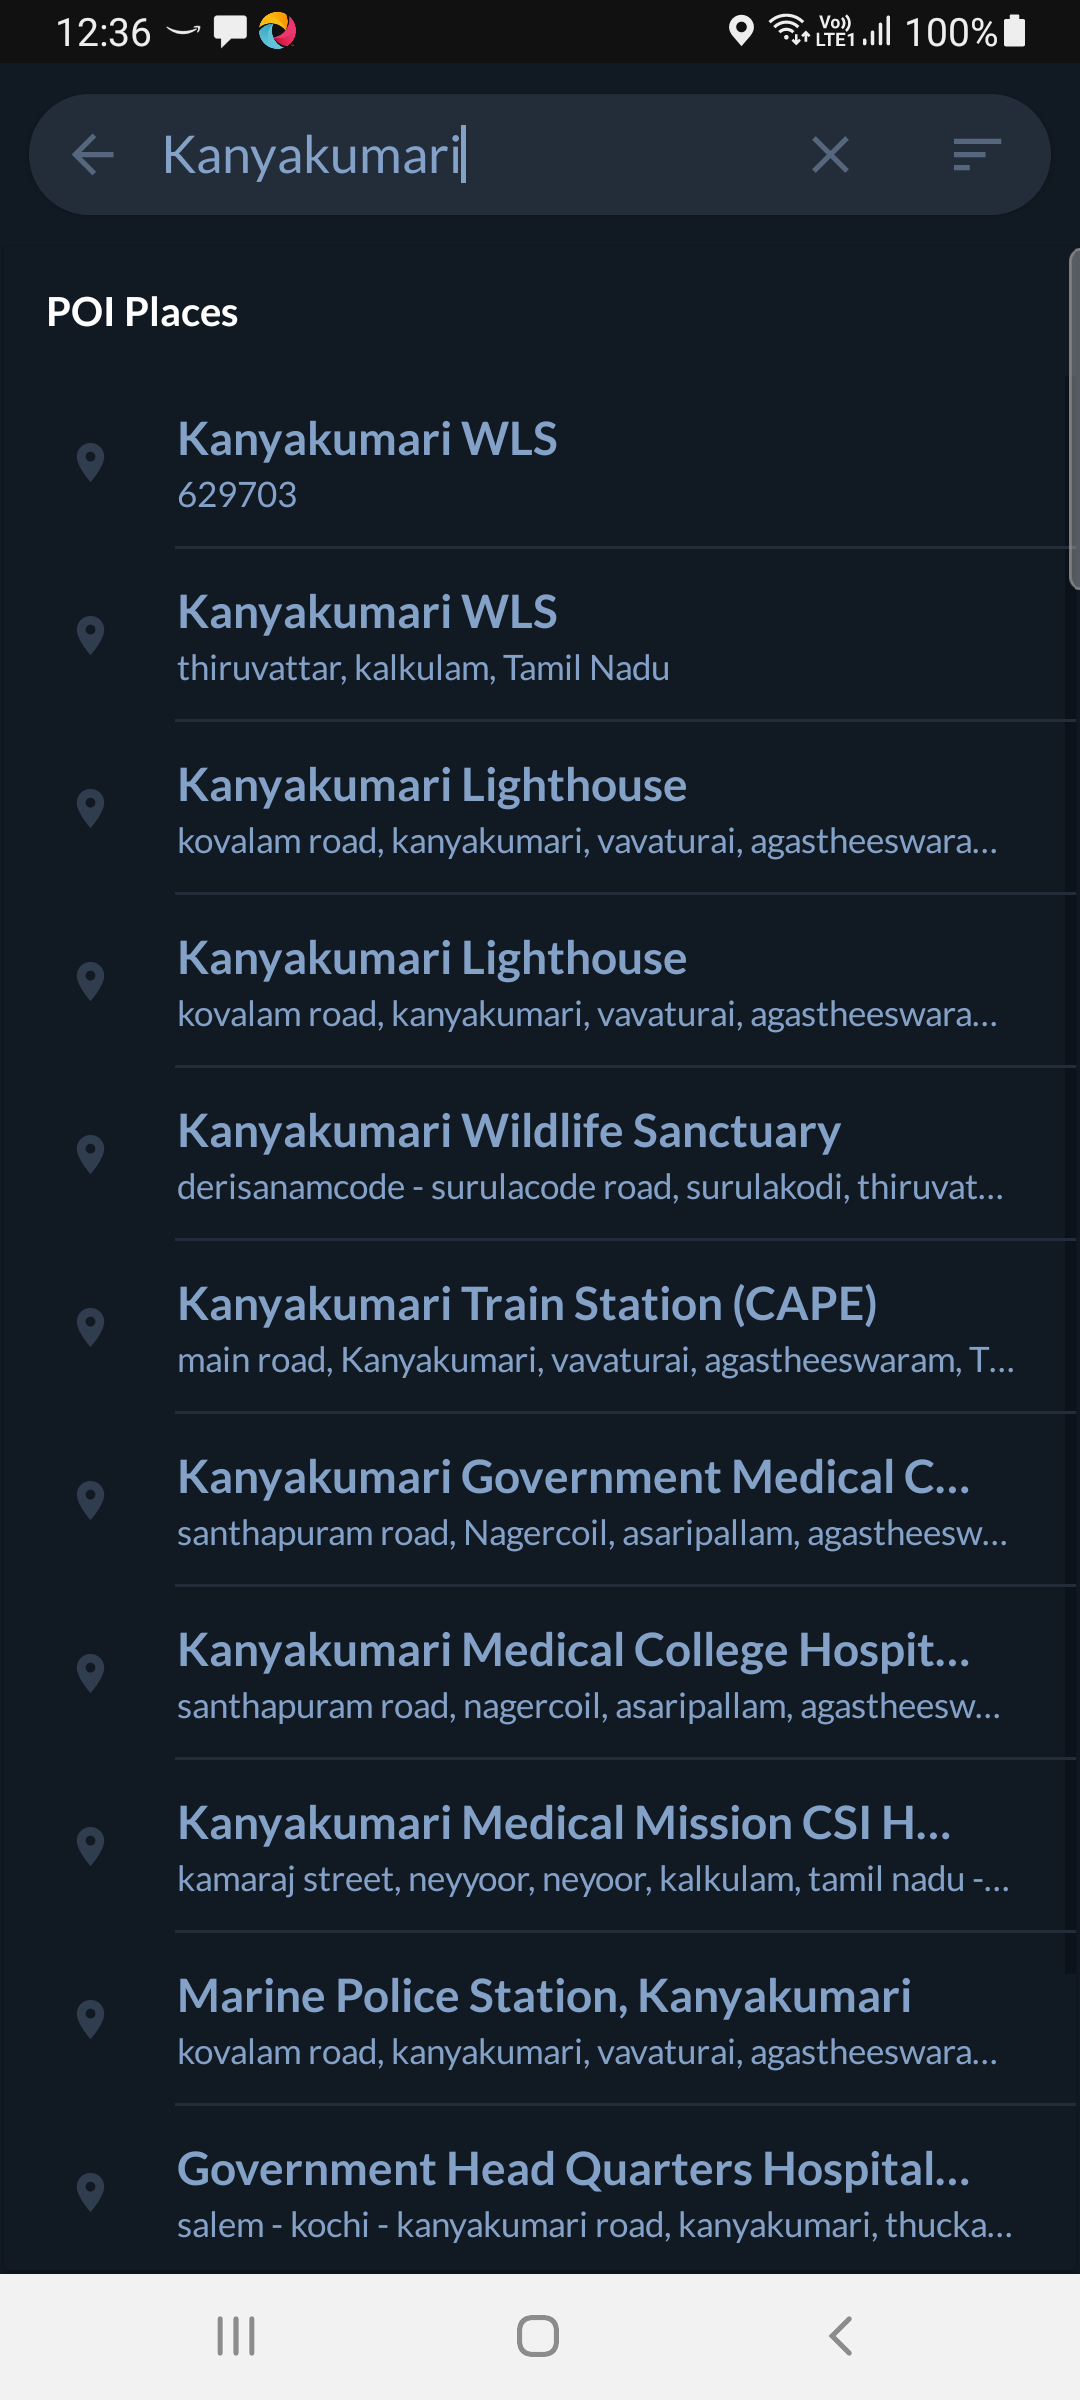 12:36
Vo)) LTE1 100%
Kanyakumari
POI Places
Kanyakumari WLS
629703
Kanyakumari WLS
thiruvattar, kalkulam, Tamil Nadu
Kanyakumari Lighthouse
kovalam road, kanyakumari, vavaturai, agastheeswara...
Kanyakumari Lighthouse
kovalam road, kanyakumari, vavaturai, agastheeswara...
Kanyakumari Wildlife Sanctuary
derisanamcode - surulacode road, surulakodi, thiruvat...
Kanyakumari Train Station (CAPE)
main road, Kanyakumari, vavaturai, agastheeswaram, T...
Kanyakumari Government Medical C...
santhapuram road, Nagercoil, asaripallam, agastheesw...
Kanyakumari Medical College Hospit...
santhapuram road, nagercoil, asaripallam, agastheesw...
Kanyakumari Medical Mission CSI H...
kamaraj street, neyyoor, neyoor, kalkulam, tamil nadu -...
Marine Police Station, Kanyakumari
kovalam road, kanyakumari, vavaturai, agastheeswara...
Government Head Quarters Hospital...
salem - kochi - kanyakumari road, kanyakumari, thucka...